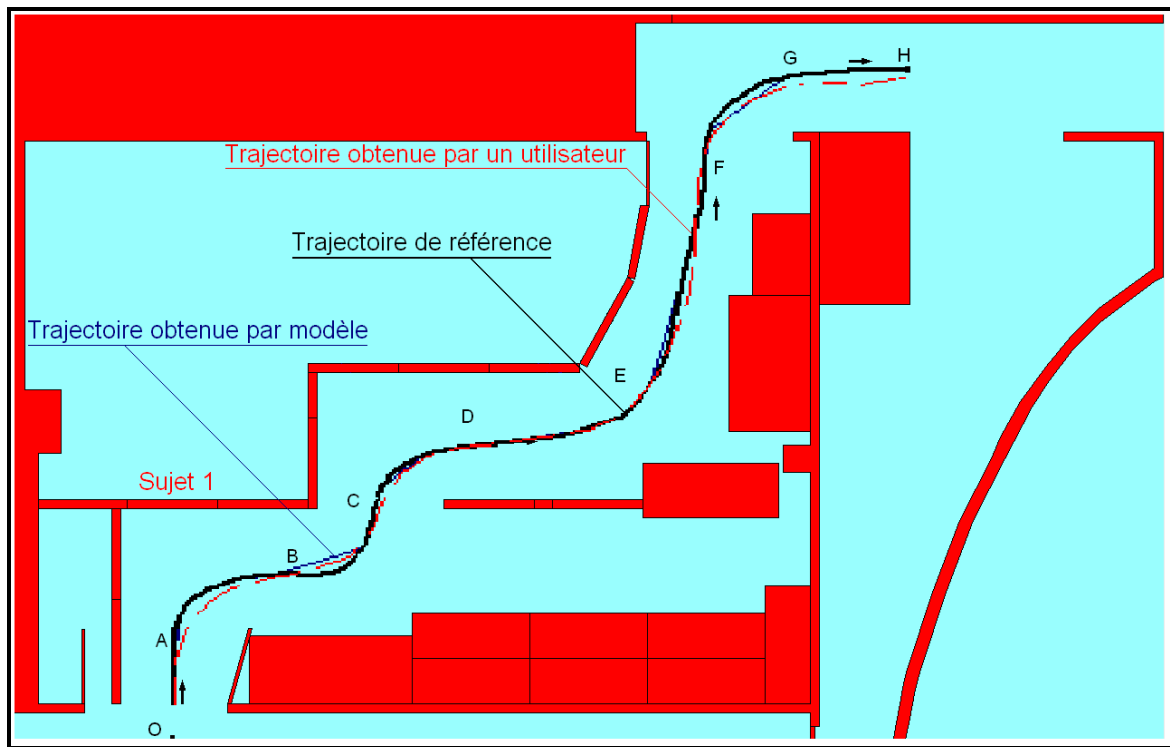 G
H
Trajectoire obtenue par un utilisateur
F
Trajectoire de référence
Trajectoire obtenue par modèle
E
D
Sujet 1
C
B
A
O